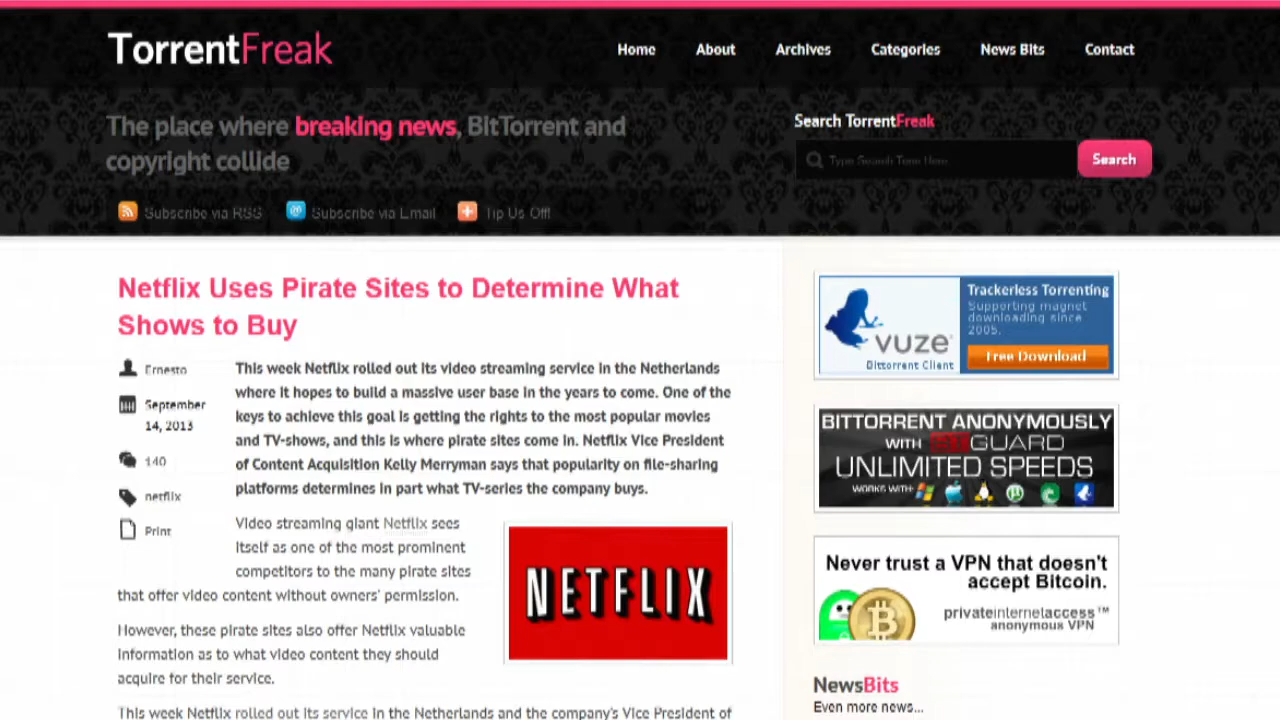 TorrentFreak
Home About Archives Categories News Bits Contact
The place where breaking news, BitTorrent and
copyright collide
Search TorrentFreak
Type Search Term Here...
Search
Subscribe via RSS Subscribe via Email Tip Us Off!
Netflix Uses Pirate Sites to Determine What
Shows to Buy
Ernesto
September
14, 2013
140
netflix
Print
This week Netflix rolled out its video streaming service in the Netherlands
where it hopes to build a massive user base in the years to come. One of the
keys to achieve this goal is getting the rights to the most popular movies
and TV-shows, and this is where pirate sites come in. Netflix Vice President
of Content Acquisition Kelly Merryman says that popularity on file-sharing
platforms determines in part what TV-series the company buys.
Video streaming giant Netflix sees
itself as one of the most prominent
competitors to the many pirate sites
that offer video content without owners' permission.
NETFLIX
However, these pirate sites also offer Netflix valuable
information as to what video content they should
acquire for their service.
This week Netflix rolled out its service in the Netherlands and the company's Vice President of
vuze
Bittorrent Client
Trackerless Torrenting
Supporting magnet
downloading since
2005.
Free Download
BITTORRENT ANONYMOUSLY
WITH BTGUARD
UNLIMITED SPEEDS
WORKS WITH
Never trust a VPN that doesn't
accept Bitcoin.
privateinternetaccess™
anonymous VPN
NewsBits
Even more news...